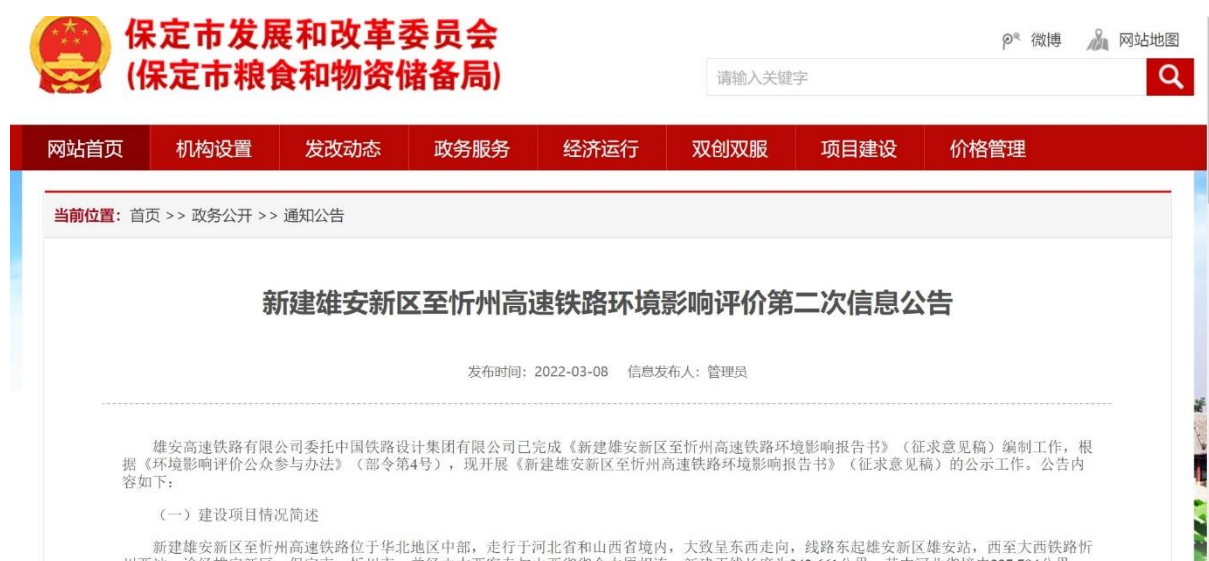 保定市发展和改革委员会
(保定市粮食和物资储备局)
微博 网站地图
请输入关键字
网站首页 机构设置 发改动态 政务服务 经济运行 双创双服 项目建设 价格管理
当前位置：首页 >> 政务公开 >> 通知公告
新建雄安新区至忻州高速铁路环境影响评价第二次信息公告
发布时间：2022-03-08 信息发布人：管理员
雄安高速铁路有限公司委托中国铁路设计集团有限公司已完成《新建雄安新区至忻州高速铁路环境影响报告书》（征求意见稿）编制工作，根
据《环境影响评价公众参与办法》（部令第4号），现开展《新建雄安新区至忻州高速铁路环境影响报告书》（征求意见稿）的公示工作。公告内
容如下：
（一）建设项目情况简述
新建雄安新区至忻州高速铁路位于华北地区中部，走行于河北省和山西省境内，大致呈东西走向，线路东起雄安新区雄安站，西至大西铁路忻